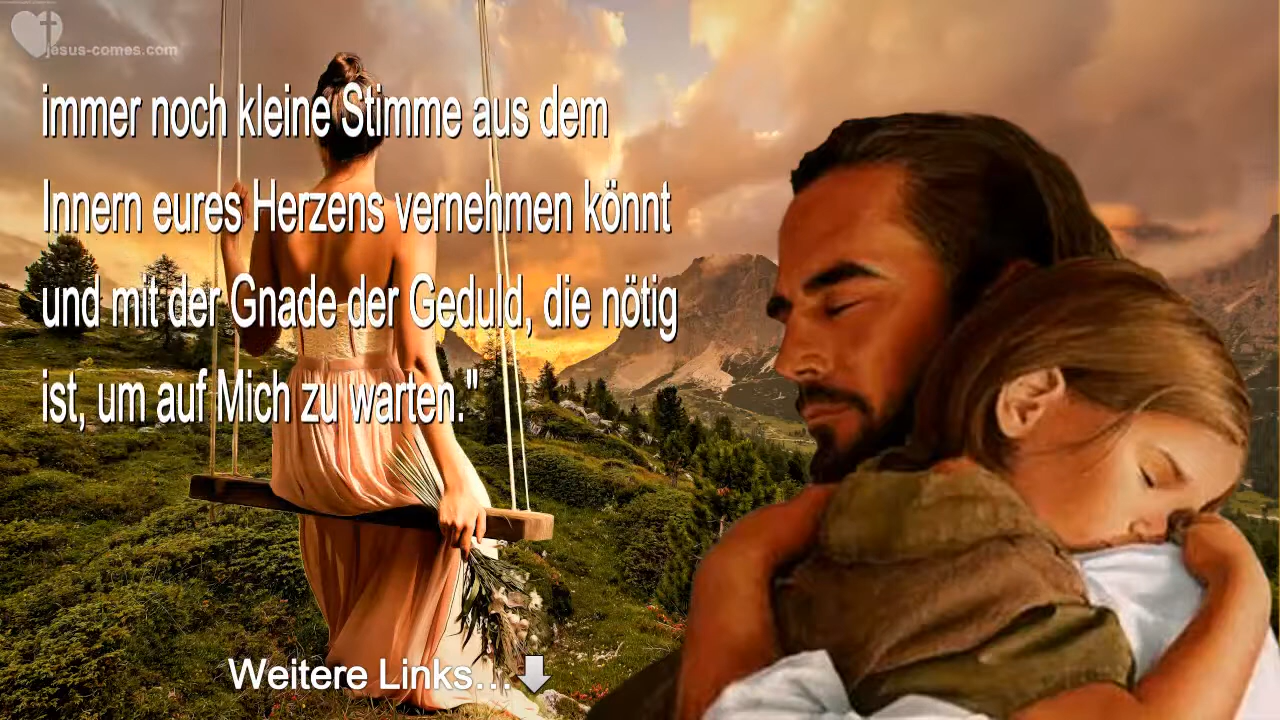 jesus-comes.com
immer noch kleine Stimme aus dem
Innern eures Herzens vernehmen könnt
und mit der Gnade der Geduld, die nötig
ist, um auf Mich zu warten."
Weitere Links...